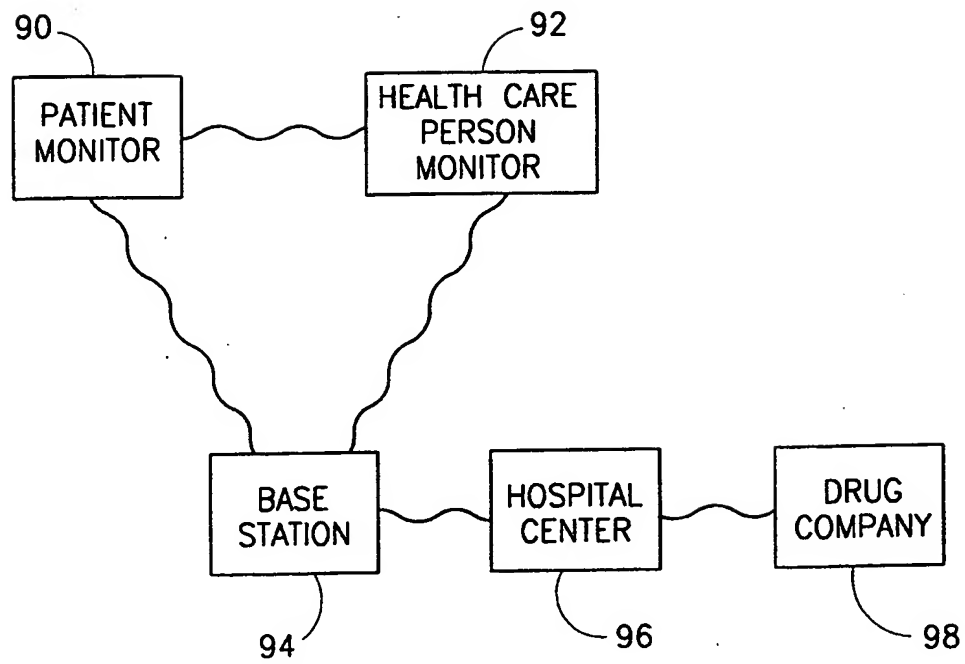 90
92
PATIENT
MONITOR
HEALTH CARE
PERSON
MONITOR
BASE
STATION
HOSPITAL
CENTER
DRUG
COMPANY
94
96
98